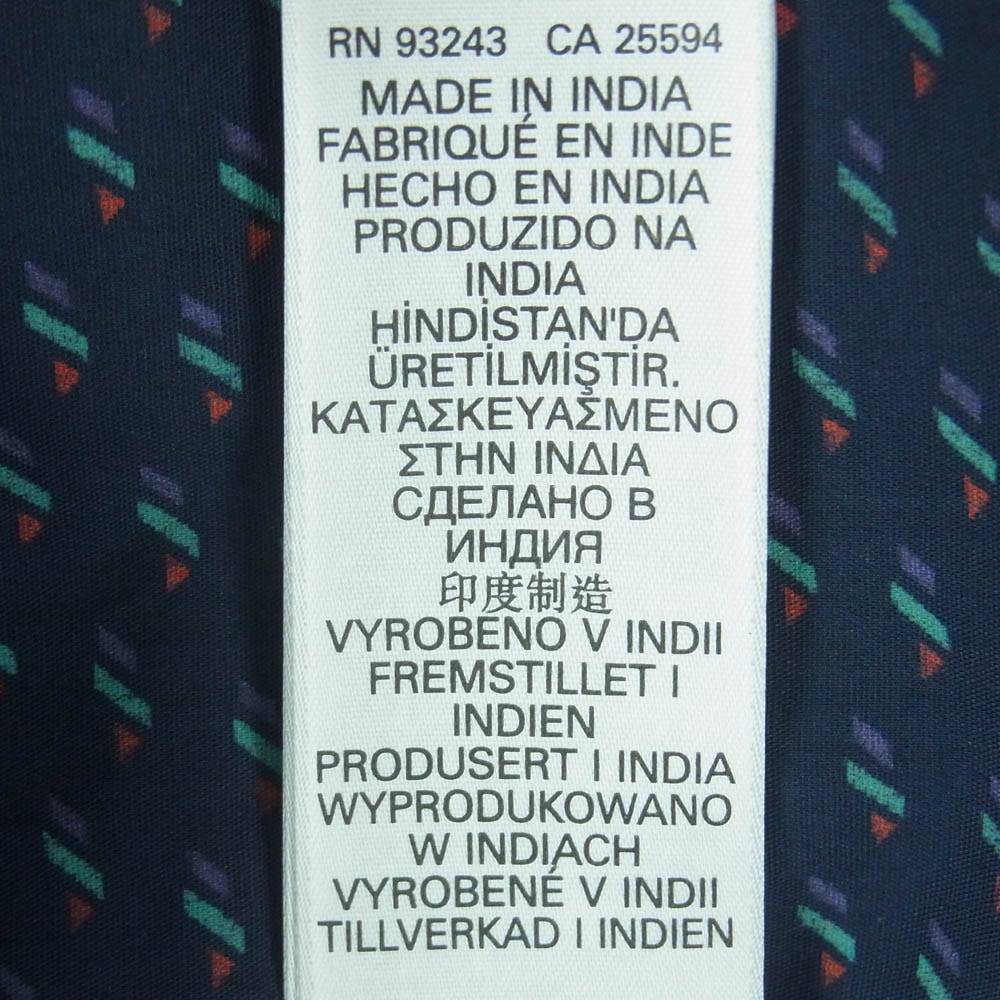 RN 93243 CA 25594
MADE IN INDIA
FABRIQUÉ EN INDE
HECHO EN INDIA
PRODUZIDO NA
INDIA
HİNDİSTAN'DA
ÜRETİLMİŞTİR.
ΚΑΤΑΣΚΕΥΑΣΜΕΝΟ
ΣΤΗΝ ΙΝΔΙΑ
СДЕЛАНО В
ИНДИЯ
印度制造
VYROBENO V INDII
FREMSTILLET I
INDIEN
PRODUSERT I INDIA
WYPRODUKOWANO
W INDIACH
VYROBENÉ V INDII
TILLVERKAD I INDIEN